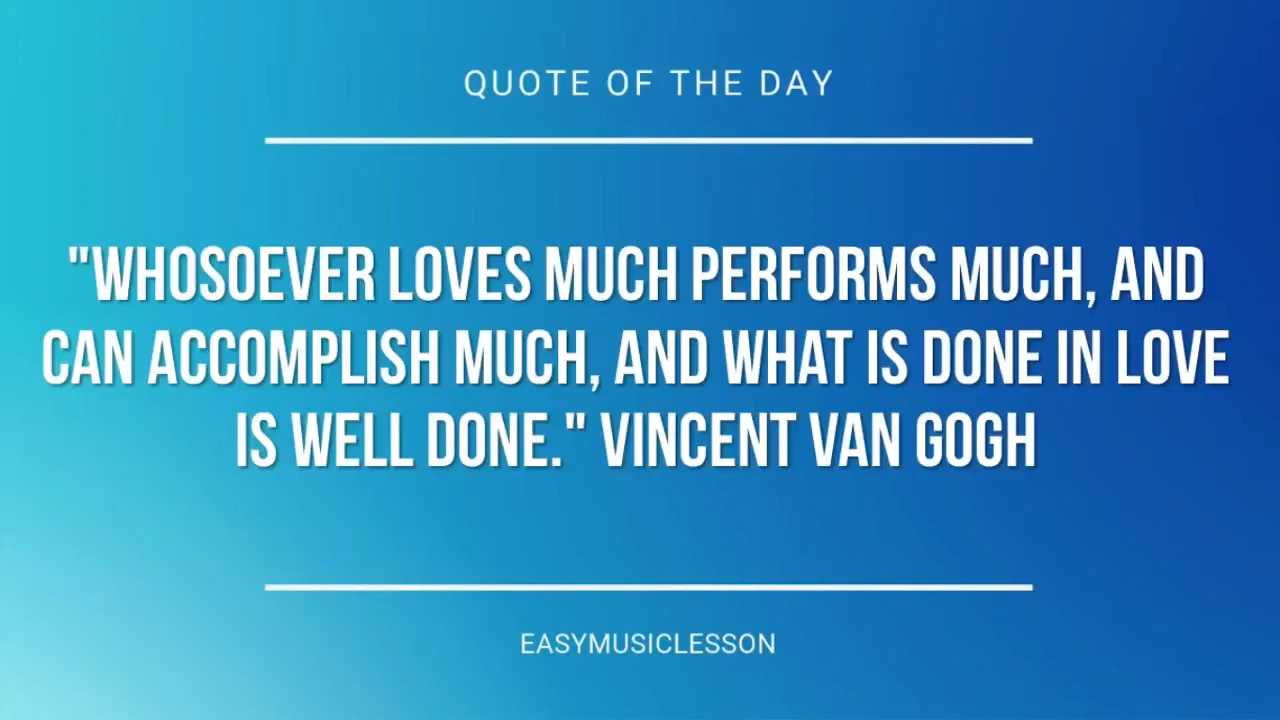 QUOTE OF THE DAY
"WHOSOEVER LOVES MUCH PERFORMS MUCH, AND
CAN ACCOMPLISH MUCH, AND WHAT IS DONE IN LOVE
IS WELL DONE." VINCENT VAN GOGH
EASYMUSICLESSON